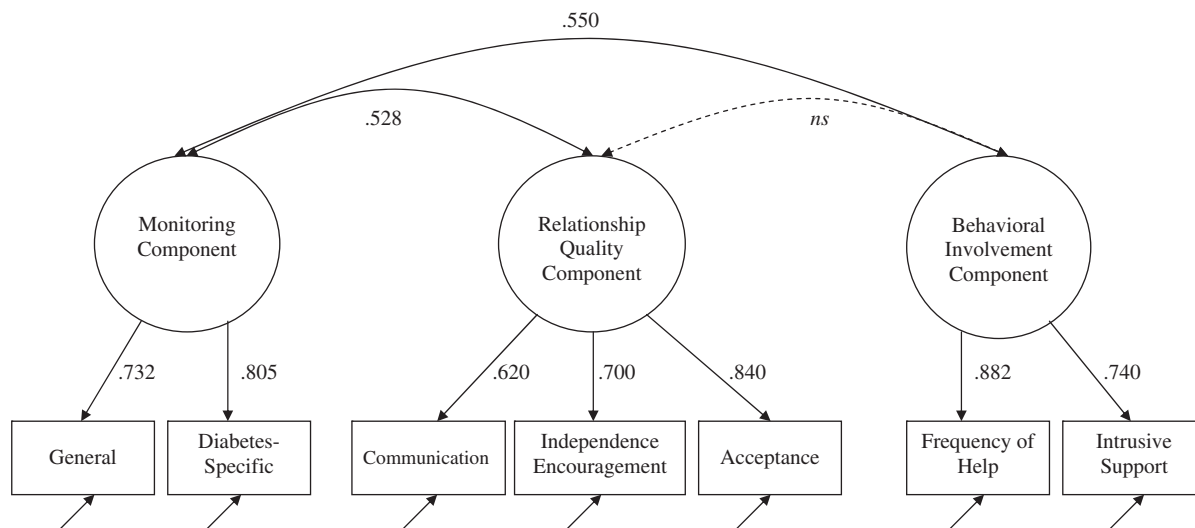 .550
.528
ns
Monitoring
Component
Relationship
Quality
Component
Behavioral
Involvement
Component
.732
.805
.620
.700
.840
.882
.740
General
Diabetes-
Specific
Communication
Independence
Encouragement
Acceptance
Frequency of
Help
Intrusive
Support